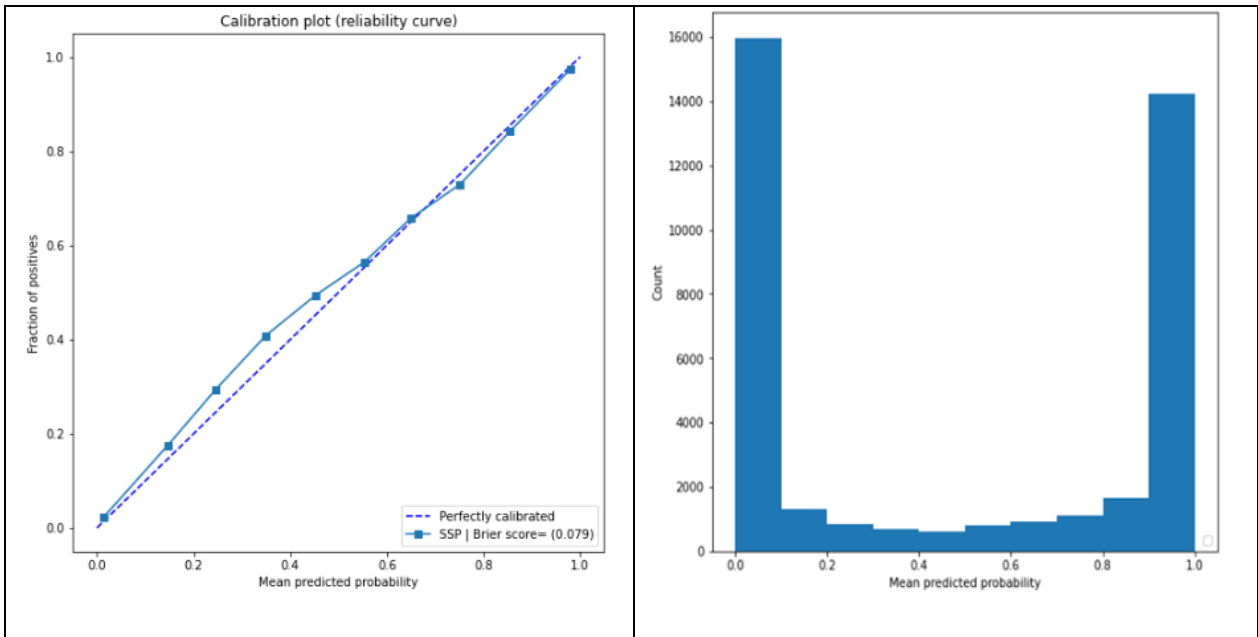 Calibration plot (reliability curve)
1.0
0.8
0.6
0.4
0.2
0.0
Fraction of positives
0.0 0.2 0.4 0.6 0.8 1.0
Mean predicted probability
Perfectly calibrated
SSP | Brier score= (0.079)
16000
14000
12000
10000
8000
6000
4000
2000
0
Count
0.0 0.2 0.4 0.6 0.8 1.0
Mean predicted probability